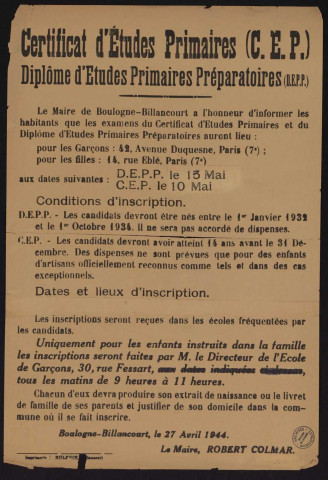 Certificat d'Études Primaires (C. E. P.)
Diplôme d'Etudes Primaires Préparatoires (D.E.P.P.)
Le Maire de Boulogne-Billancourt a l'honneur d'informer les
habitants que les examens du Certificat d'Etudes Primaires et du
Diplôme d'Etudes Primaires Préparatoires auront lieu :
pour les Garçons : 42, Avenue Duquesne, Paris (7e) ;
pour les filles : 14, rue Eblé, Paris (7e)
aux dates suivantes : D.E.P.P. le 15 Mai
C.E.P. le 10 Mai
Conditions d'inscription.
D.E.P.P. - Les candidats devront être nés entre le 1er Janvier 1932
et le 1er Octobre 1934. Il ne sera pas accordé de dispenses.
C.E.P. - Les candidats devront avoir atteint 14 ans avant le 31 Dé-
cembre. Des dispenses ne sont prévues que pour des enfants
d'artisans officiellement reconnus comme tels et dans des cas
exceptionnels.
Dates et lieux d'inscription.
Les inscriptions seront reçues dans les écoles fréquentées par
les candidats.
Uniquement pour les enfants instruits dans la famille
les inscriptions seront faites par M. le Directeur de l'Ecole
de Garçons, 30, rue Fessart, aux dates indiquées
tous les matins de 9 heures à 11 heures.
Chacun d'eux devra produire son extrait de naissance ou le livret
de famille de ses parents et justifier de son domicile dans la com-
mune où il se fait inscrire.
Boulogne-Billancourt, le 27 Avril 1944.
Le Maire, ROBERT COLMAR.
Imprimerie